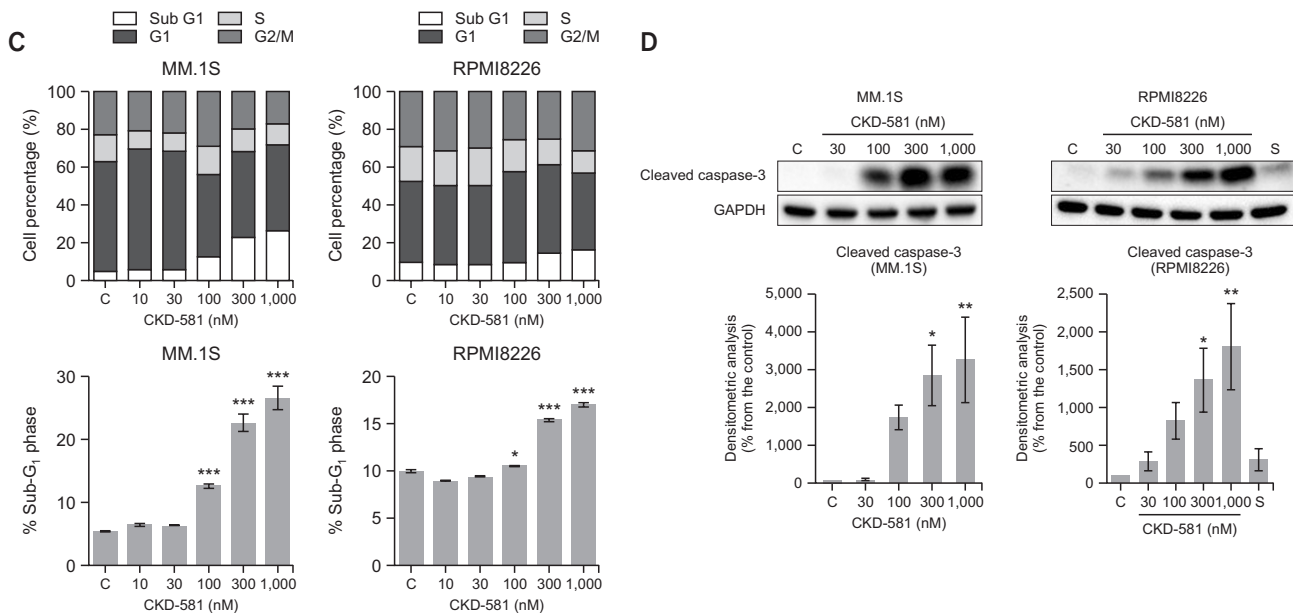 C
Sub G1 S
G1 G2/M
MM.1S
Cell percentage (%)
100
80
60
40
20
0
C 10 30 100 300 1,000
CKD-581 (nM)
Sub G1 S
G1 G2/M
RPMI8226
Cell percentage (%)
100
80
60
40
20
0
C 10 30 100 300 1,000
CKD-581 (nM)
MM.1S
% Sub-G1 phase
30
20
10
0
*** *** ***
C 10 30 100 300 1,000
CKD-581 (nM)
RPMI8226
% Sub-G1 phase
20
15
10
5
0
* *** ***
C 10 30 100 300 1,000
CKD-581 (nM)
D
MM.1S
CKD-581 (nM)
C 30 100 300 1,000
Cleaved caspase-3
GAPDH
RPMI8226
CKD-581 (nM)
C 30 100 300 1,000 S
Cleaved caspase-3
(MM.1S)
Densitometric analysis
(% from the control)
5,000
4,000
3,000
2,000
1,000
0
* **
C 30 100 300 1,000
CKD-581 (nM)
Cleaved caspase-3
(RPMI8226)
Densitometric analysis
(% from the control)
2,500
2,000
1,500
1,000
500
0
* **
C 30 100 300 1,000 S
CKD-581 (nM)